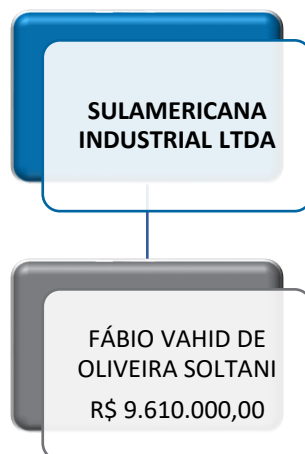 SULAMERICANA
INDUSTRIAL LTDA
FÁBIO VAHID DE
OLIVEIRA SOLTANI
R$ 9.610.000,00